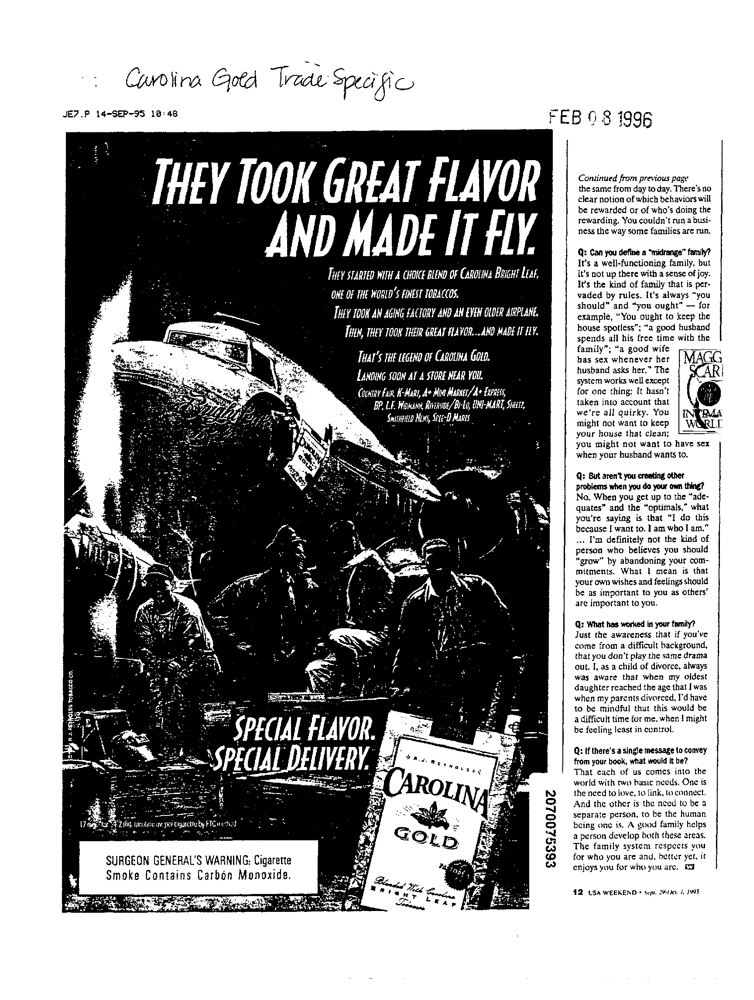 Carolina Gold Trade Specific
JE7.P 14-SEP-95 10:48
FEB 08 1996
THEY TOOK GREAT FLAVOR
AND MADE IT FLY.
THEY STARTED WITH A CHOICE BLEND OF CAROLINA BRIGHT LEAF,
ONE OF THE WORLD'S FINEST TOBACCOS.
THEY TOOK AN AGING FACTORY AND AN EVEN OLDER AIRPLANE.
THEN, THEY TOOK THEIR GREAT FLAVOR...AND MADE IT FLY.
THAT'S THE LEGEND OF CAROLINA GOLD.
LANDING SOON AT A STORE NEAR YOU.
COUNTRY FAIR, K-MART, A+ MINI MARKET/A+ EXPRESS,
BP, L.F. WIDMANN, RIVERSIDE/BI-LO, UNI-MART, SHEETZ,
SMITHFIELD NEWS, STEL-D MARTS
R.J. REYNOLDS TOBACCO CO.
SPECIAL FLAVOR.
SPECIAL DELIVERY.
R.J. REYNOLDS
CAROLINA
GOLD
Blended With Carolina
BRIGHT LEAF
Tobaccos
by FTC method
SURGEON GENERAL'S WARNING: Cigarette
Smoke Contains Carbon Monoxide.
2070075393
Continued from previous page
the same from day to day. There's no
clear notion of which behaviors will
be rewarded or of who's doing the
rewarding. You couldn't run a busi-
ness the way some families are run.
Q: Can you define a "midrange" family?
It's a well-functioning family, but
it's not up there with a sense of joy.
It's the kind of family that is per-
vaded by rules. It's always "you
should" and "you ought" — for
example, "You ought to keep the
house spotless"; "a good husband
spends all his free time with the
family"; "a good wife
has sex whenever her
husband asks her." The
system works well except
for one thing: It hasn't
taken into account that
we're all quirky. You
might not want to keep
your house that clean;
you might not want to have sex
when your husband wants to.
MAGG
SCAR
INTIMA
WORLD
Q: But aren't you creating other
problems when you do your own thing?
No. When you get up to the "ade-
quates" and the "optimals," what
you're saying is that "I do this
because I want to. I am who I am."
... I'm definitely not the kind of
person who believes you should
"grow" by abandoning your com-
mitments. What I mean is that
your own wishes and feelings should
be as important to you as others'
are important to you.
Q: What has worked in your family?
Just the awareness that if you've
come from a difficult background,
that you don't play the same drama
out. I, as a child of divorce, always
was aware that when my oldest
daughter reached the age that I was
when my parents divorced, I'd have
to be mindful that this would be
a difficult time for me, when I might
be feeling least in control.
Q: If there's a single message to convey
from your book, what would it be?
That each of us comes into the
world with two basic needs. One is
the need to love, to link, to connect.
And the other is the need to be a
separate person, to be the human
being one is. A good family helps
a person develop both these areas.
The family system respects you
for who you are and, better yet, it
enjoys you for who you are.
12 USA WEEKEND • Sept. 29-Oct. 1, 1995